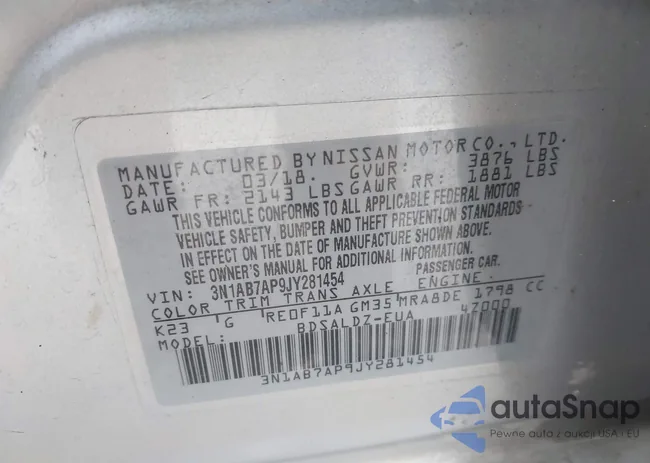 MANUFACTURED BY NISSAN MOTOR CO., LTD.
DATE: 03/18. GVWR: 3876 LBS
GAWR FR: 2143 LBS GAWR RR: 1881 LBS
THIS VEHICLE CONFORMS TO ALL APPLICABLE FEDERAL MOTOR
VEHICLE SAFETY, BUMPER AND THEFT PREVENTION STANDARDS
IN EFFECT ON THE DATE OF MANUFACTURE SHOWN ABOVE.
SEE OWNER'S MANUAL FOR ADDITIONAL INFORMATION.
VIN: 3N1AB7AP9JY281454 PASSENGER CAR.
COLOR TRIM TRANS AXLE ENGINE.
K23 G RE0F11A GM35 MRA8DE 1798 CC
MODEL. BDSALDZ-EUA 4Z000
3N1AB7AP9JY281454
autoSnap
Pewne auta z aukcji USA i EU